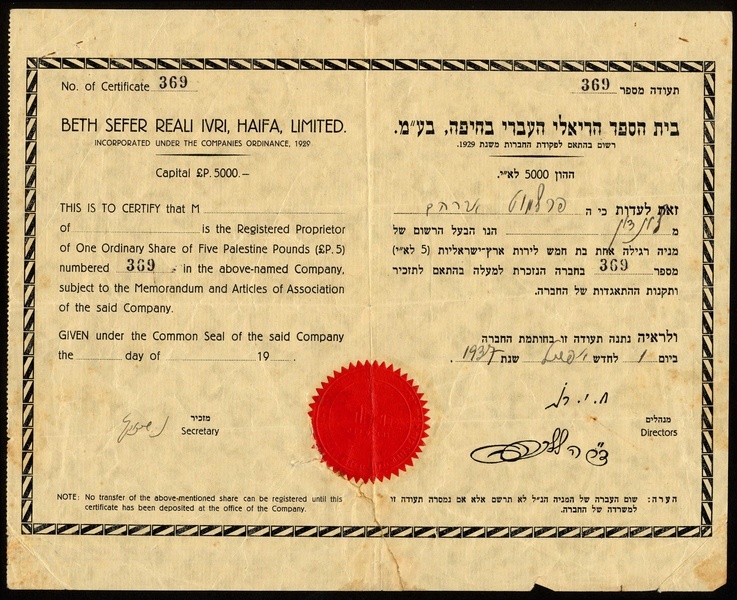 No. of Certificate 369
BETH SEFER REALI IVRI, HAIFA, LIMITED.
INCORPORATED UNDER THE COMPANIES ORDINANCE, 1929
Capital £P. 5000.—
THIS IS TO CERTIFY that M
of is the Registered Proprietor
of One Ordinary Share of Five Palestine Pounds (£P. 5)
numbered 369 in the above-named Company,
subject to the Memorandum and Articles of Association
of the said Company.
GIVEN under the Common Seal of the said Company
the day of 19 .
מזכיר
Secretary
NOTE: No transfer of the above-mentioned share can be registered until this
certificate has been deposited at the office of the Company.
תעודה מספר 369
בית הספר הריאלי העברי בחיפה, בע״מ.
רשום בהתאם לפקודת החברות משנת 1929.
ההון 5000 לא״י.
זאת לעדות כי ה
מ לונדון הנו הבעל הרשום של
מניה רגילה אחת בת חמש לירות ארץ-ישראליות (5 לא״י)
מספר 369 בחברה הנזכרת למעלה בהתאם לתזכיר
ותקנות ההתאגדות של החברה.
ולראיה נתנה תעודה זו בחותמת החברה
ביום 1 לחדש אפריל שנת 1937.
מנהלים
Directors
הערה: שום העברה של המניה הנ״ל לא תרשם אלא אם נמסרה תעודה זו
למשרדה של החברה.